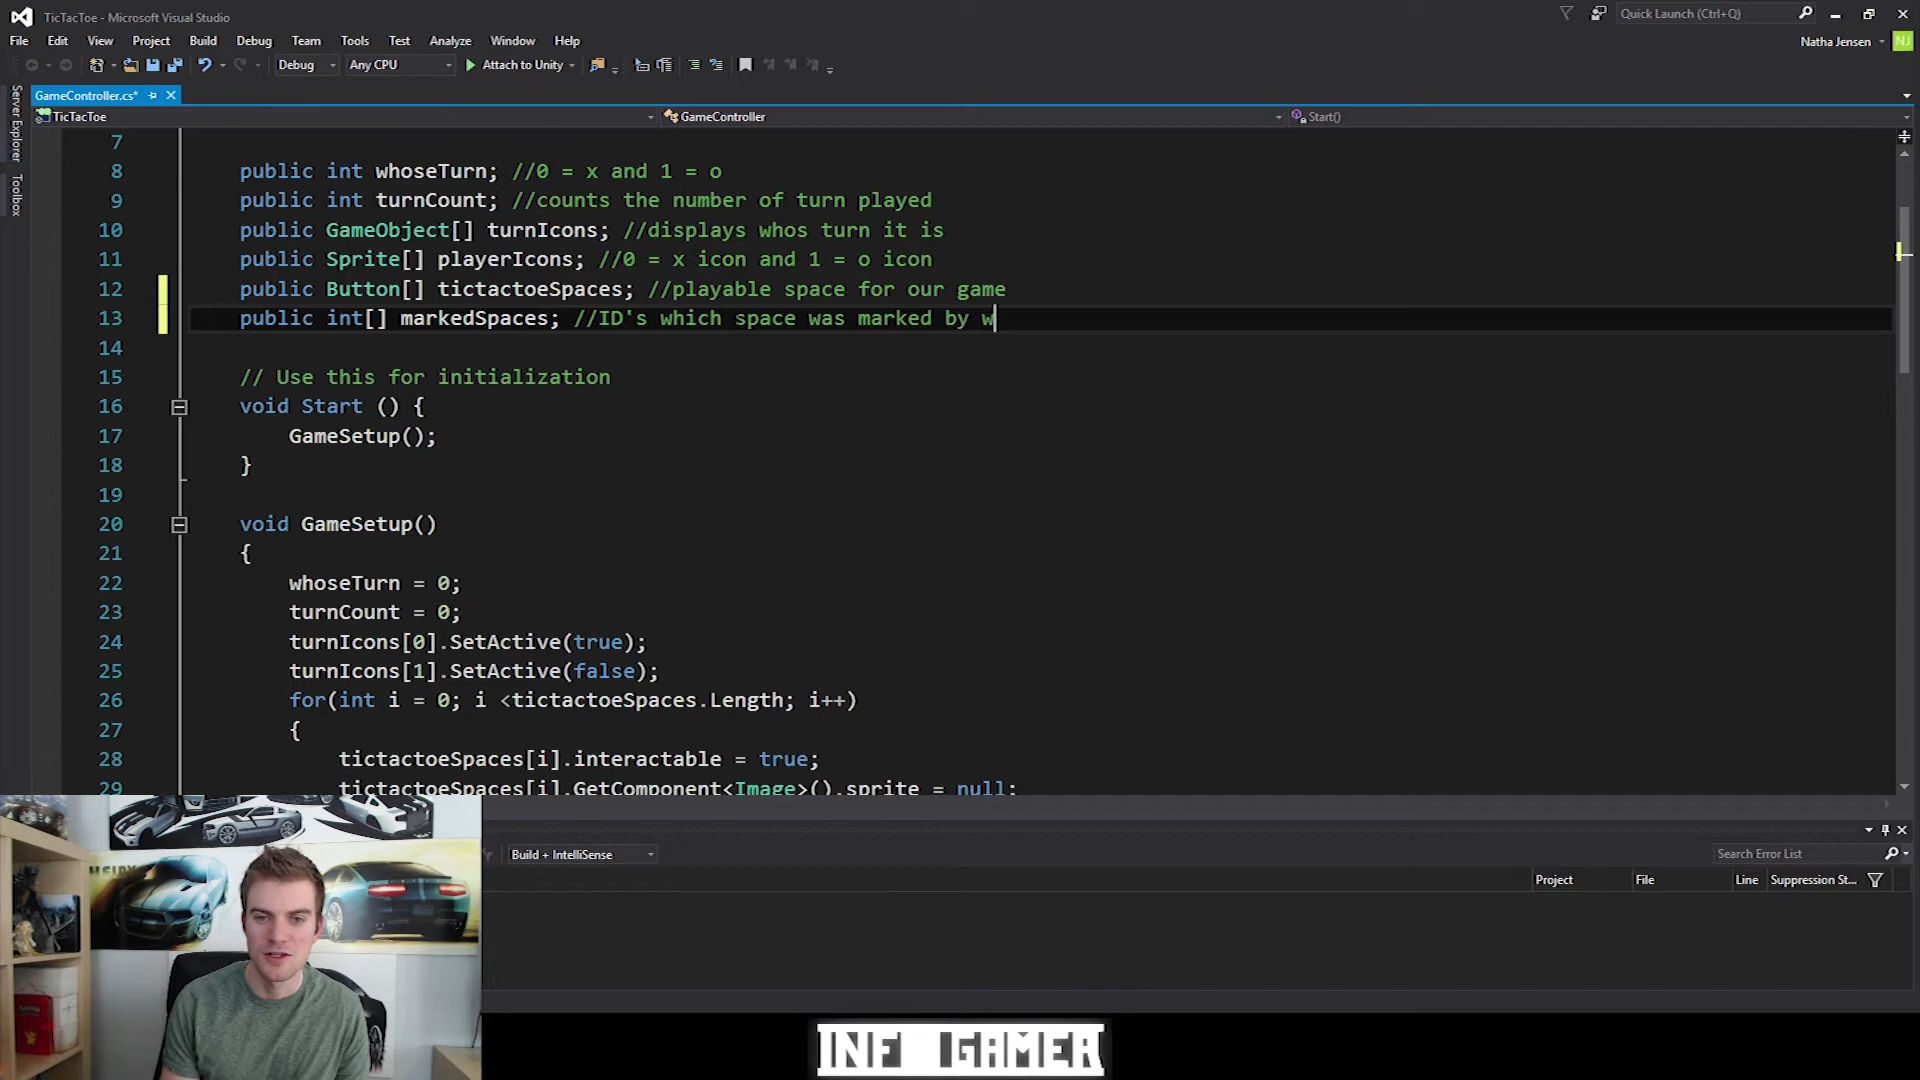 TicTacToe - Microsoft Visual Studio
Quick Launch (Ctrl+Q)
File Edit View Project Build Debug Team Tools Test Analyze Window Help
Natha Jensen NJ
Debug Any CPU Attach to Unity
Server Explorer
Toolbox
GameController.cs*
TicTacToe GameController Start()
7
8 public int whoseTurn; //0 = x and 1 = o
9 public int turnCount; //counts the number of turn played
10 public GameObject[] turnIcons; //displays whos turn it is
11 public Sprite[] playerIcons; //0 = x icon and 1 = o icon
12 public Button[] tictactoeSpaces; //playable space for our game
13 public int[] markedSpaces; //ID's which space was marked by w
14
15 // Use this for initialization
16 void Start () {
17 GameSetup();
18 }
19
20 void GameSetup()
21 {
22 whoseTurn = 0;
23 turnCount = 0;
24 turnIcons[0].SetActive(true);
25 turnIcons[1].SetActive(false);
26 for(int i = 0; i <tictactoeSpaces.Length; i++)
27 {
28 tictactoeSpaces[i].interactable = true;
29 tictactoeSpaces[i].GetComponent<Image>().sprite = null;
Build + IntelliSense
Search Error List
Project File Line Suppression St...
INF GAMER